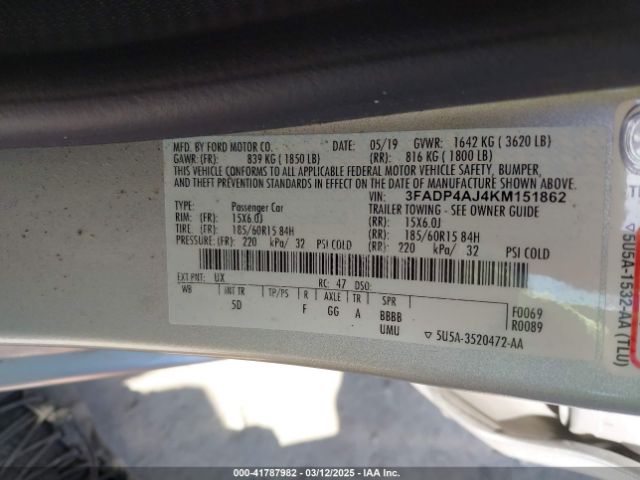 MFD. BY FORD MOTOR CO. DATE: 05/19 GVWR: 1642 KG ( 3620 LB)
GAWR: (FR): 839 KG ( 1850 LB) (RR): 816 KG ( 1800 LB)
THIS VEHICLE CONFORMS TO ALL APPLICABLE FEDERAL MOTOR VEHICLE SAFETY, BUMPER,
AND THEFT PREVENTION STANDARDS IN EFFECT ON THE DATE OF MANUFACTURE SHOWN ABOVE.
VIN: 3FADP4AJ4KM151862
TYPE: Passenger Car TRAILER TOWING - SEE OWNER GUIDE
RIM: (FR) 15X6.0J (RR): 15X6.0J
TIRE: (FR) 185/60R15 84H (RR): 185/60R15 84H
PRESSURE: (FR) 220 kPa/ 32 PSI COLD (RR): 220 kPa/ 32 PSI COLD
EXT PNT: UX RC: 47 DSO:
WB INT TR TP/PS R AXLE TR SPR
5D F GG A BBBB
UMU
F0069
R0089
▽ 5U5A-3520472-AA
▽5U5A-1532-AA (TLU)
000-41787982 - 03/12/2025 - IAA Inc.